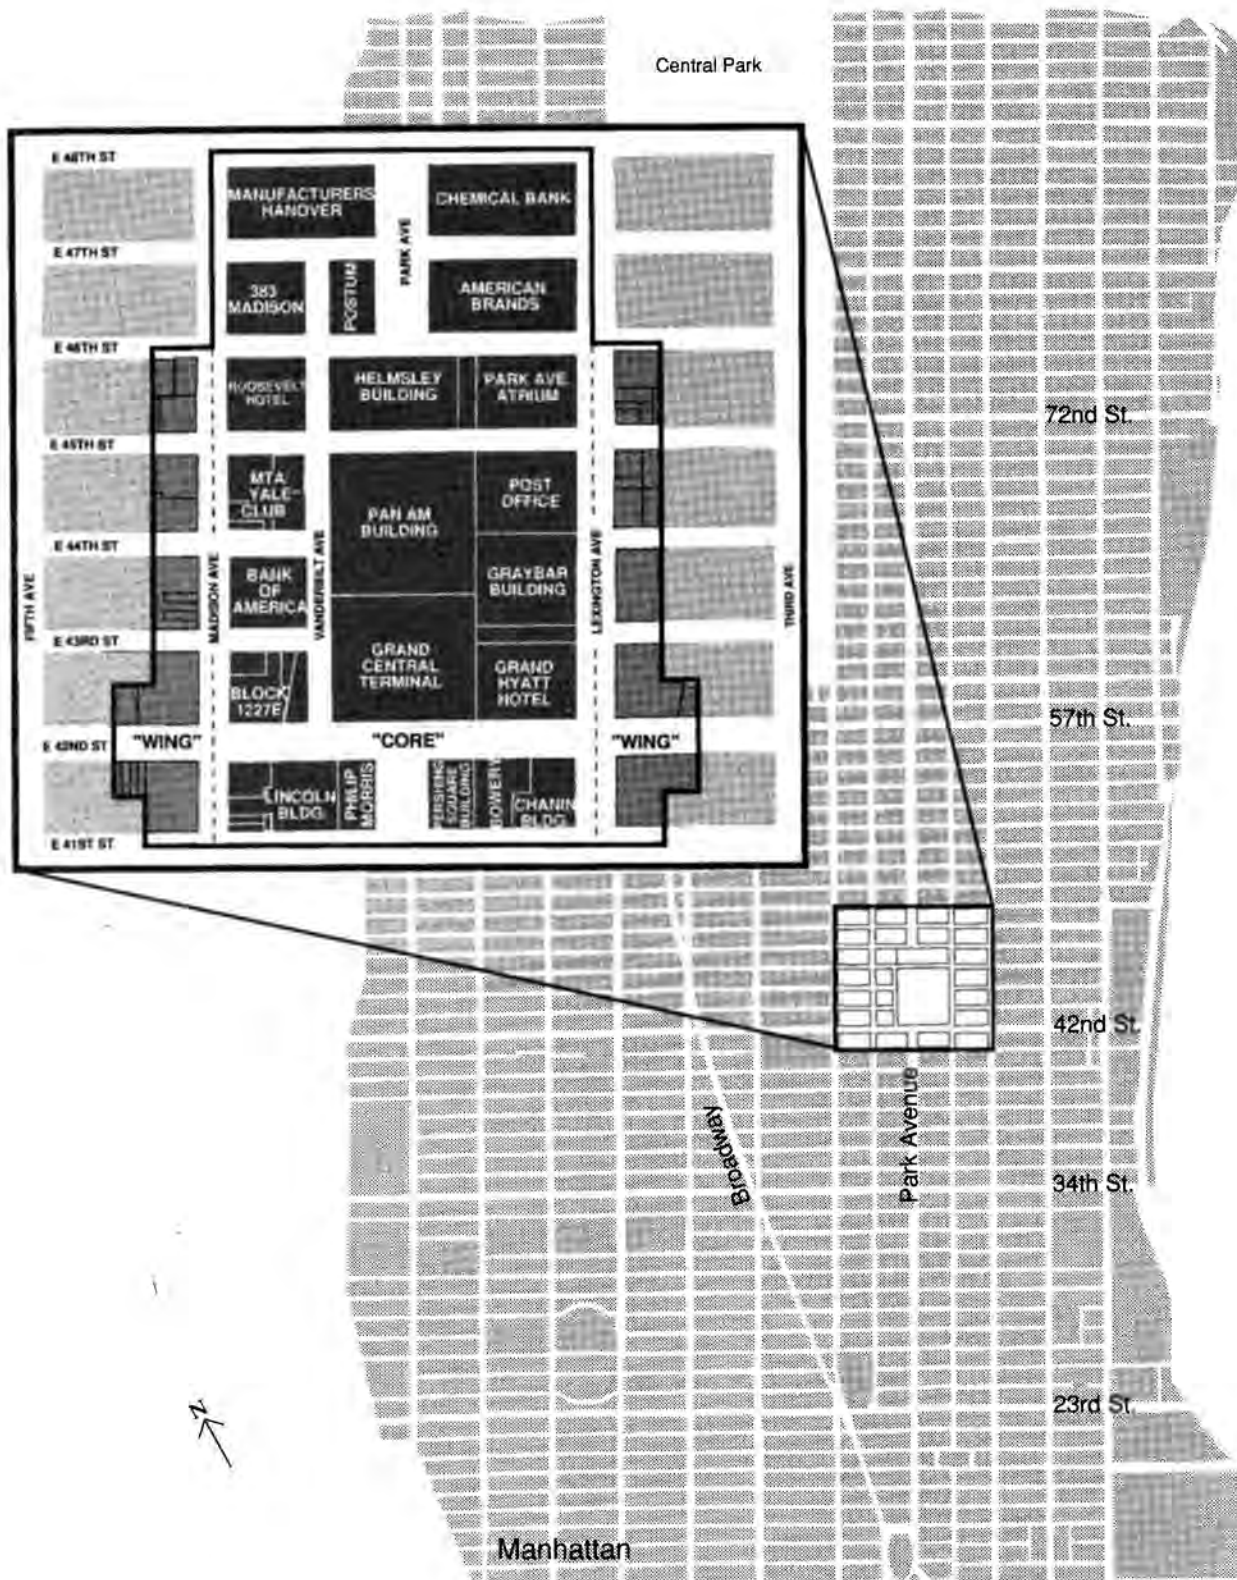 Central Park
E 48TH ST
MANUFACTURERS
HANOVER
CHEMICAL BANK
PARK AVE
E 47TH ST
383
MADISON
POSTUM
AMERICAN
BRANDS
E 46TH ST
ROOSEVELT
HOTEL
HELMSLEY
BUILDING
PARK AVE.
ATRIUM
72nd St.
E 45TH ST
MTA
YALE
CLUB
PAN AM
BUILDING
POST
OFFICE
E 44TH ST
FIFTH AVE
MADISON AVE
BANK
OF
AMERICA
VANDERBILT AVE
GRAYBAR
BUILDING
LEXINGTON AVE
THIRD AVE
E 43RD ST
BLOCK
1227E
GRAND
CENTRAL
TERMINAL
GRAND
HYATT
HOTEL
57th St.
E 42ND ST
"WING"
"CORE"
"WING"
LINCOLN
BLDG
PHILIP
MORRIS
PERSHING
SQUARE
BUILDING
BOWERY
CHANIN
BLDG
E 41ST ST
42nd St.
Broadway
Park Avenue
34th St.
23rd St.
N
Manhattan